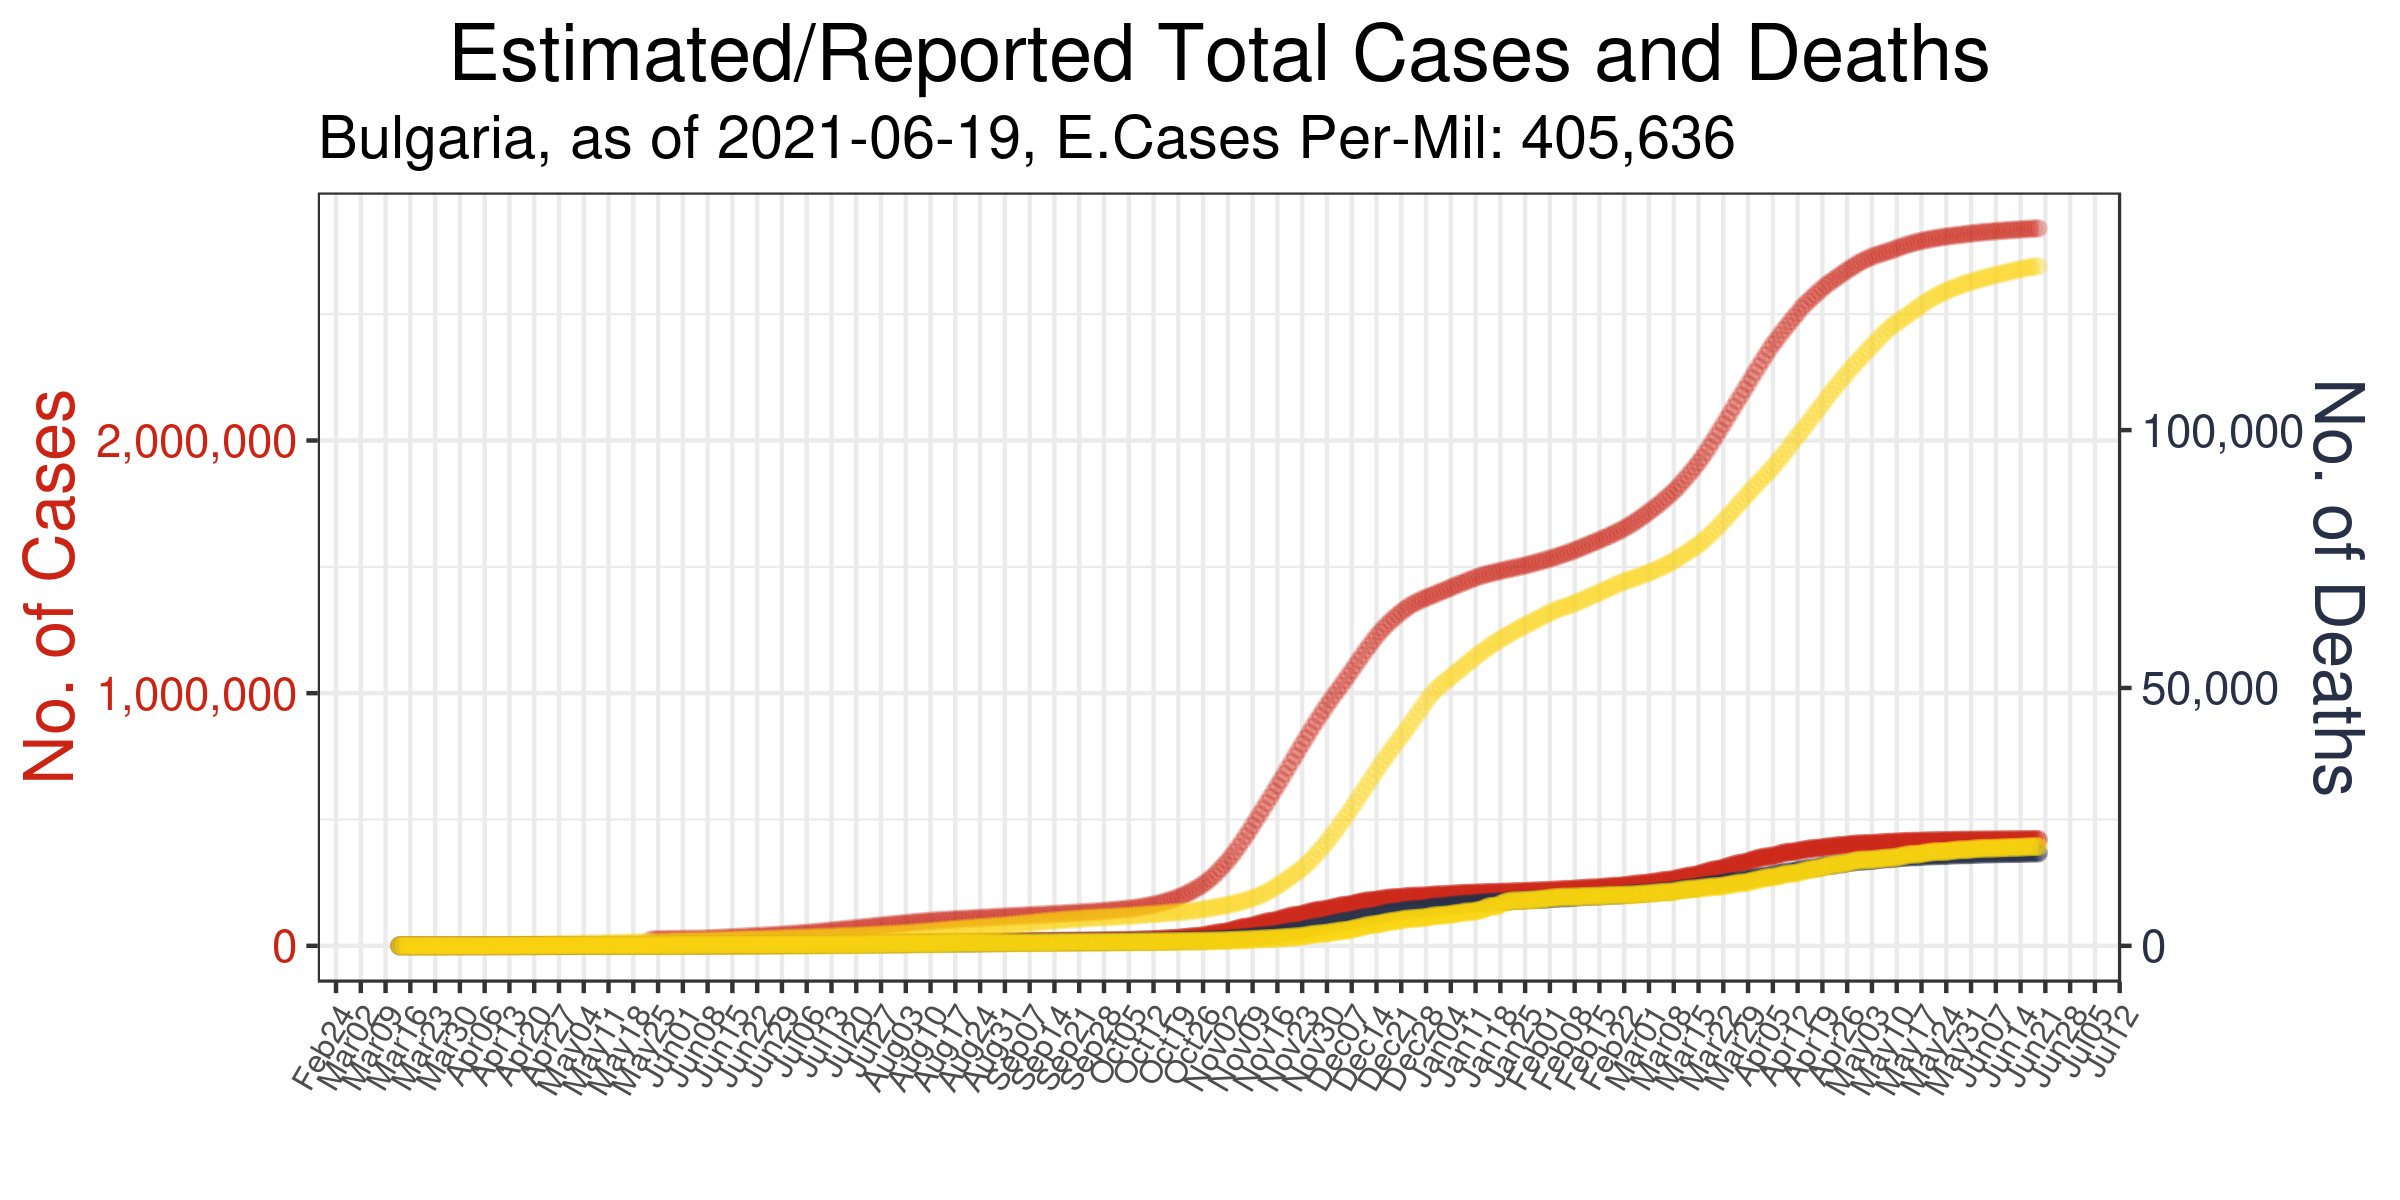 Estimated/Reported Total Cases and Deaths
Bulgaria, as of 2021-06-19, E.Cases Per-Mil: 405,636
No. of Cases
2,000,000
1,000,000
0
100,000
50,000
0
No. of Deaths
Feb24
Mar02
Mar09
Mar16
Mar23
Mar30
Apr06
Apr13
Apr20
Apr27
May04
May11
May18
May25
Jun01
Jun08
Jun15
Jun22
Jun29
Jul06
Jul13
Jul20
Jul27
Aug03
Aug10
Aug17
Aug24
Aug31
Sep07
Sep14
Sep21
Sep28
Oct05
Oct12
Oct19
Oct26
Nov02
Nov09
Nov16
Nov23
Nov30
Dec07
Dec14
Dec21
Dec28
Jan04
Jan11
Jan18
Jan25
Feb01
Feb08
Feb15
Feb22
Mar01
Mar08
Mar15
Mar22
Mar29
Apr05
Apr12
Apr19
Apr26
May03
May10
May17
May24
May31
Jun07
Jun14
Jun21
Jun28
Jul05
Jul12